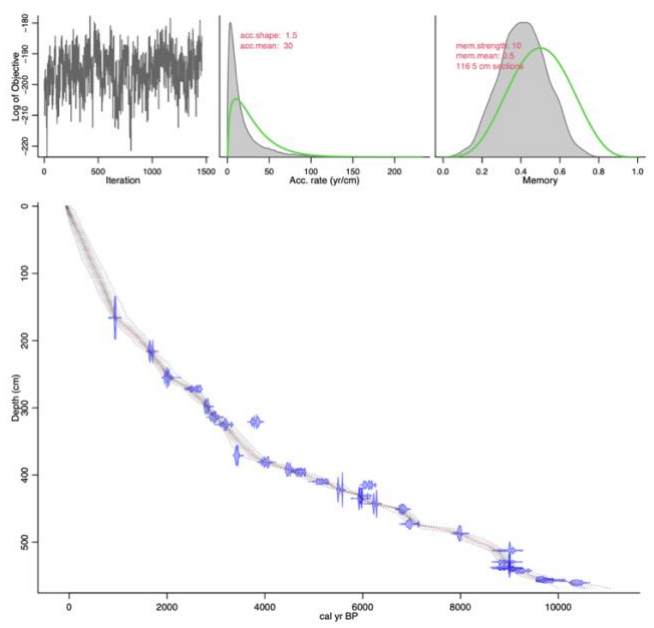 acc.shape: 1.5
acc.mean: 30
mem.strength: 10
mem.mean: 0.5
116 5 cm sections
Log of Objective
-180
-190
-200
-210
-220
0 500 1000 1500
Iteration
0 50 100 150 200
Acc. rate (yr/cm)
0.0 0.2 0.4 0.6 0.8 1.0
Memory
Depth (cm)
0
100
200
300
400
500
0 2000 4000 6000 8000 10000
cal yr BP